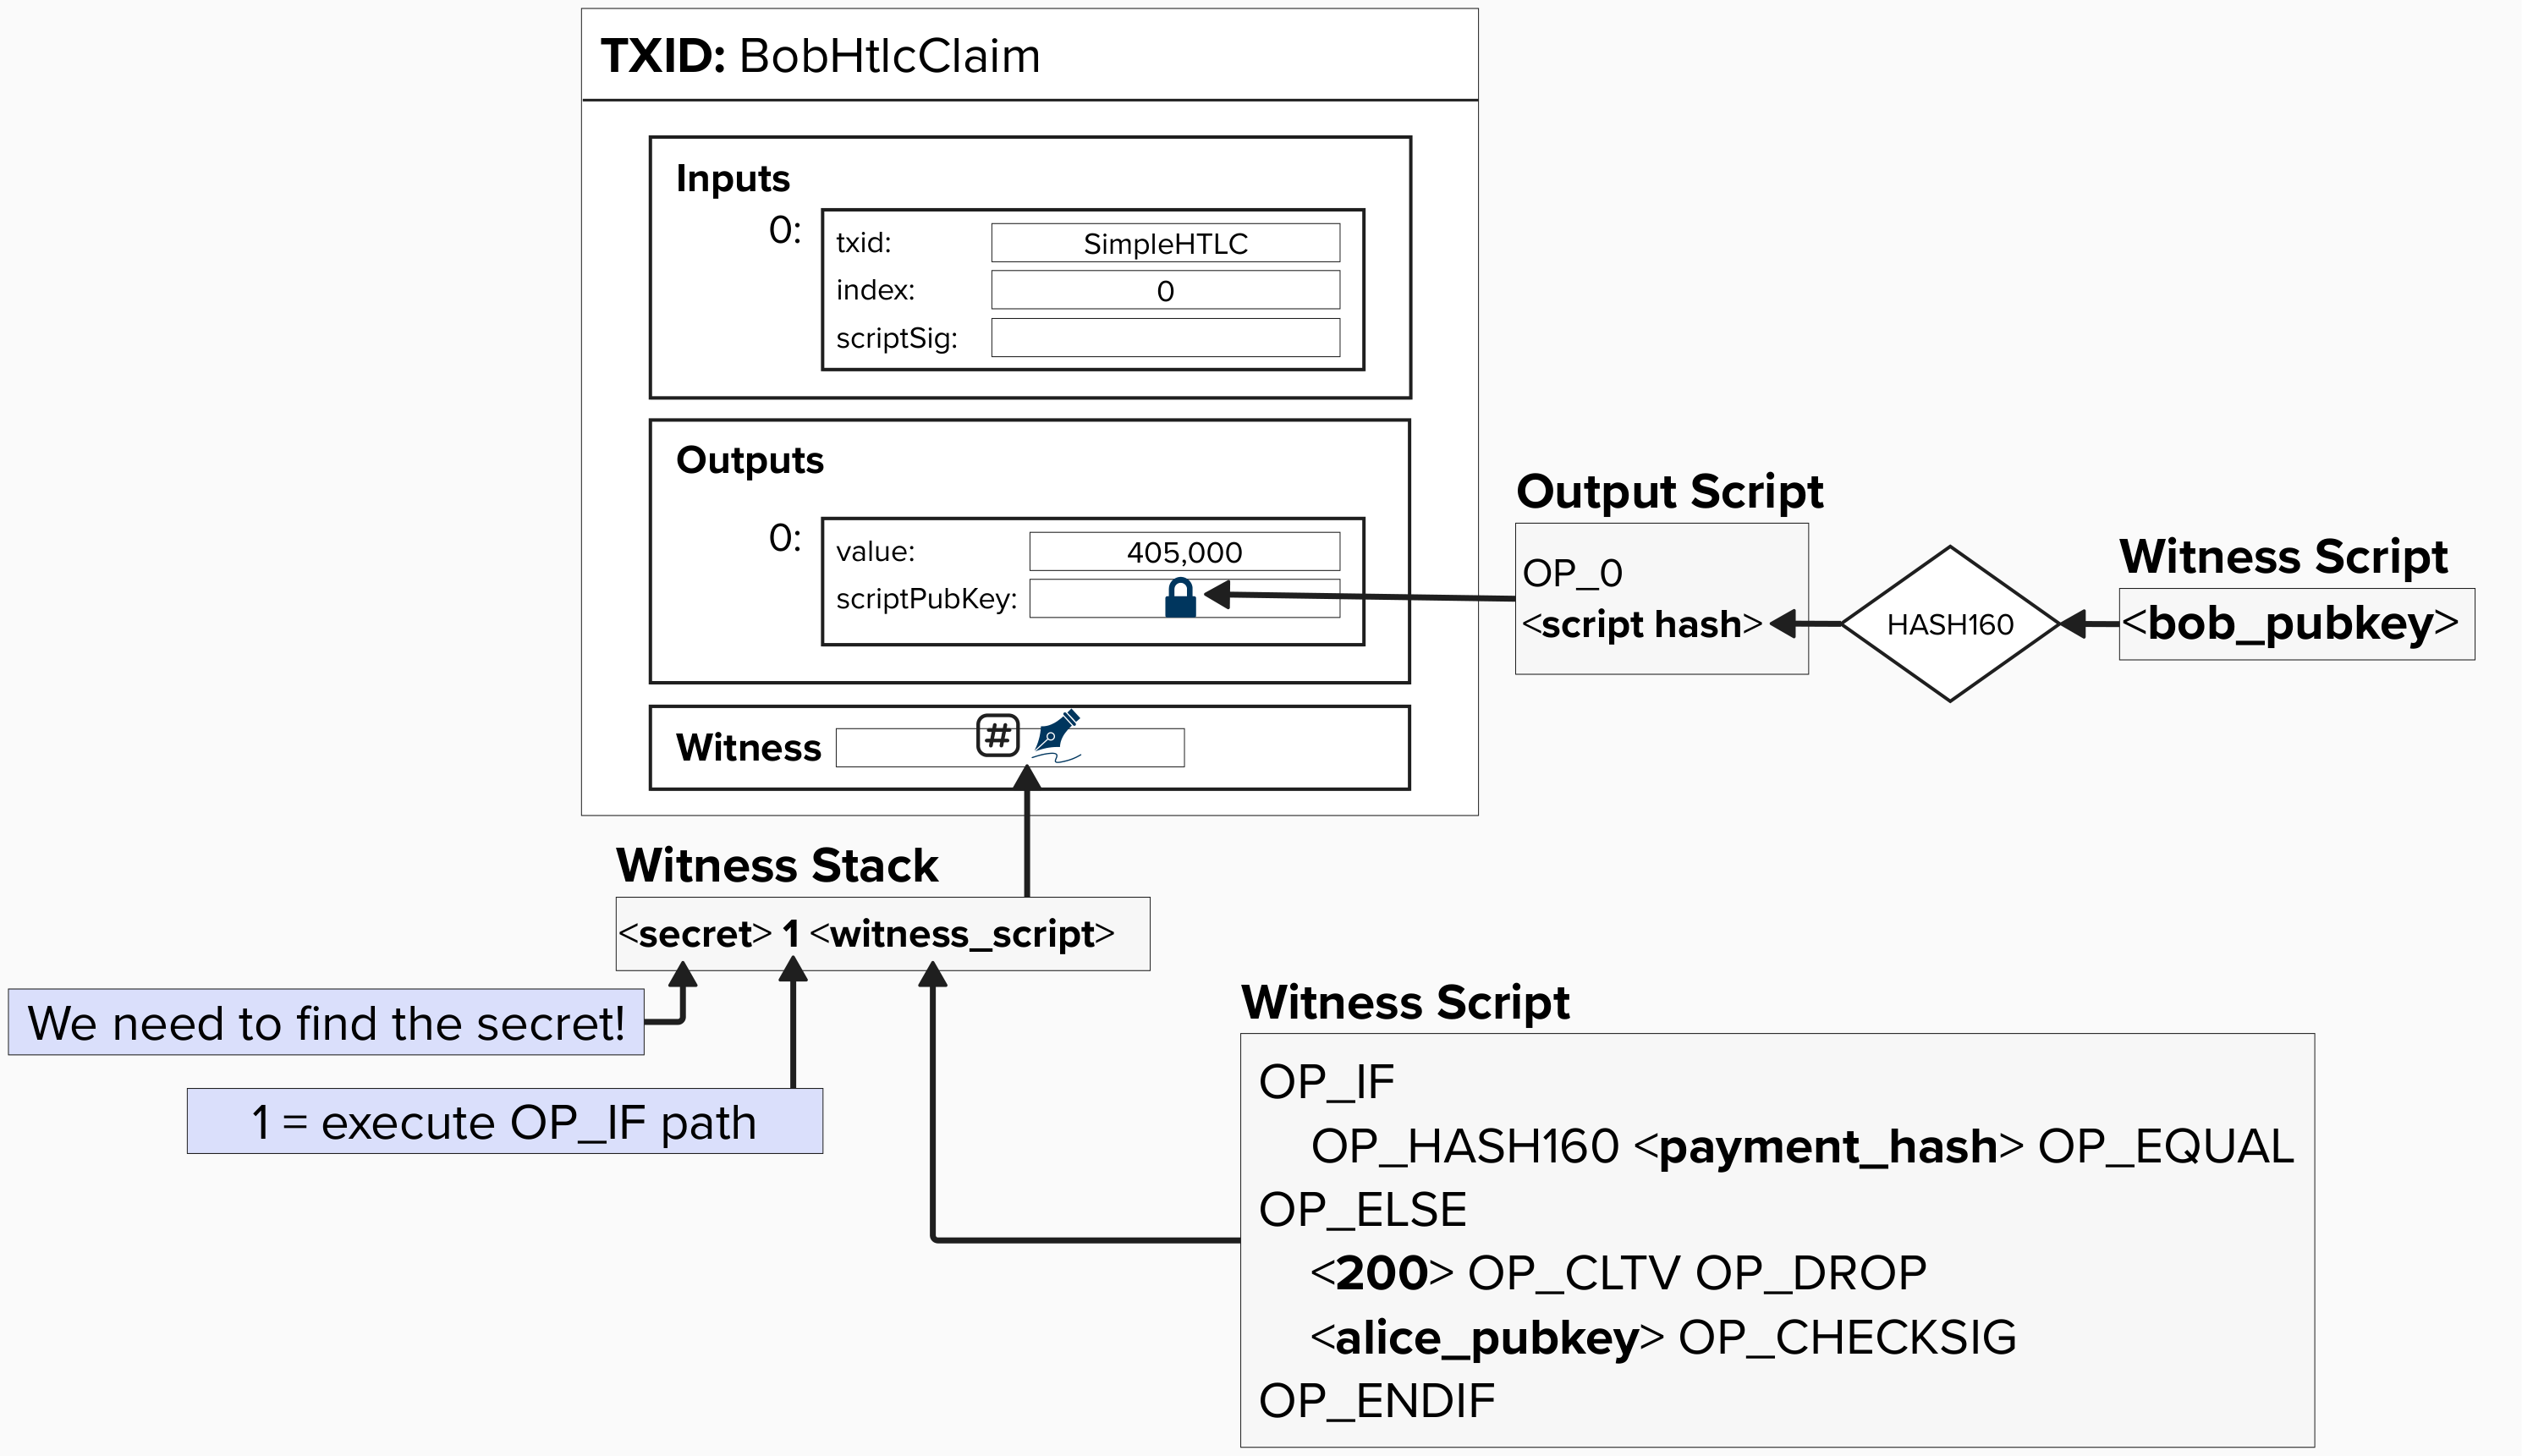 TXID: BobHtlcClaim
Inputs
0:
txid: SimpleHTLC
index: 0
scriptSig:
Outputs
0:
value: 405,000
scriptPubKey:
Witness
#
Output Script
OP_0
<script hash>
HASH160
Witness Script
<bob_pubkey>
Witness Stack
<secret> 1 <witness_script>
We need to find the secret!
1 = execute OP_IF path
Witness Script
OP_IF
OP_HASH160 <payment_hash> OP_EQUAL
OP_ELSE
<200> OP_CLTV OP_DROP
<alice_pubkey> OP_CHECKSIG
OP_ENDIF